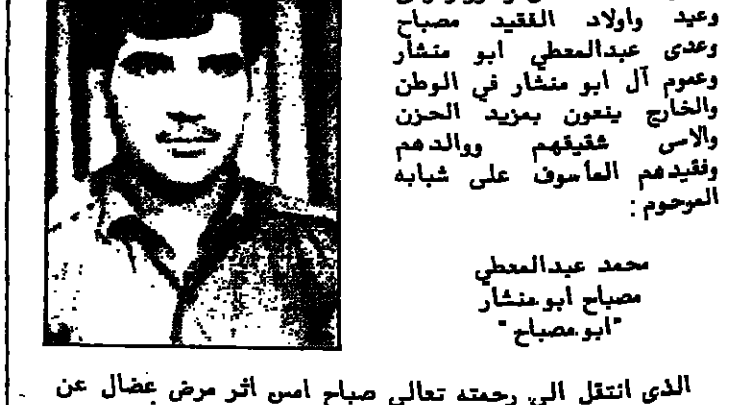 وعيد واولاد الفقيد مصباح
وعدى عبدالمعطي ابو منشار
وعموم آل ابو منشار في الوطن
والخارج ينعون بمزيد الحزن
والاسى شقيقهم ووالدهم
وفقيدهم المأسوف على شبابه
المرحوم :
محمد عبدالمعطي
مصباح ابو منشار
"ابو مصباح"
الذي انتقل الى رحمته تعالى صباح امس اثر مرض عضال عن